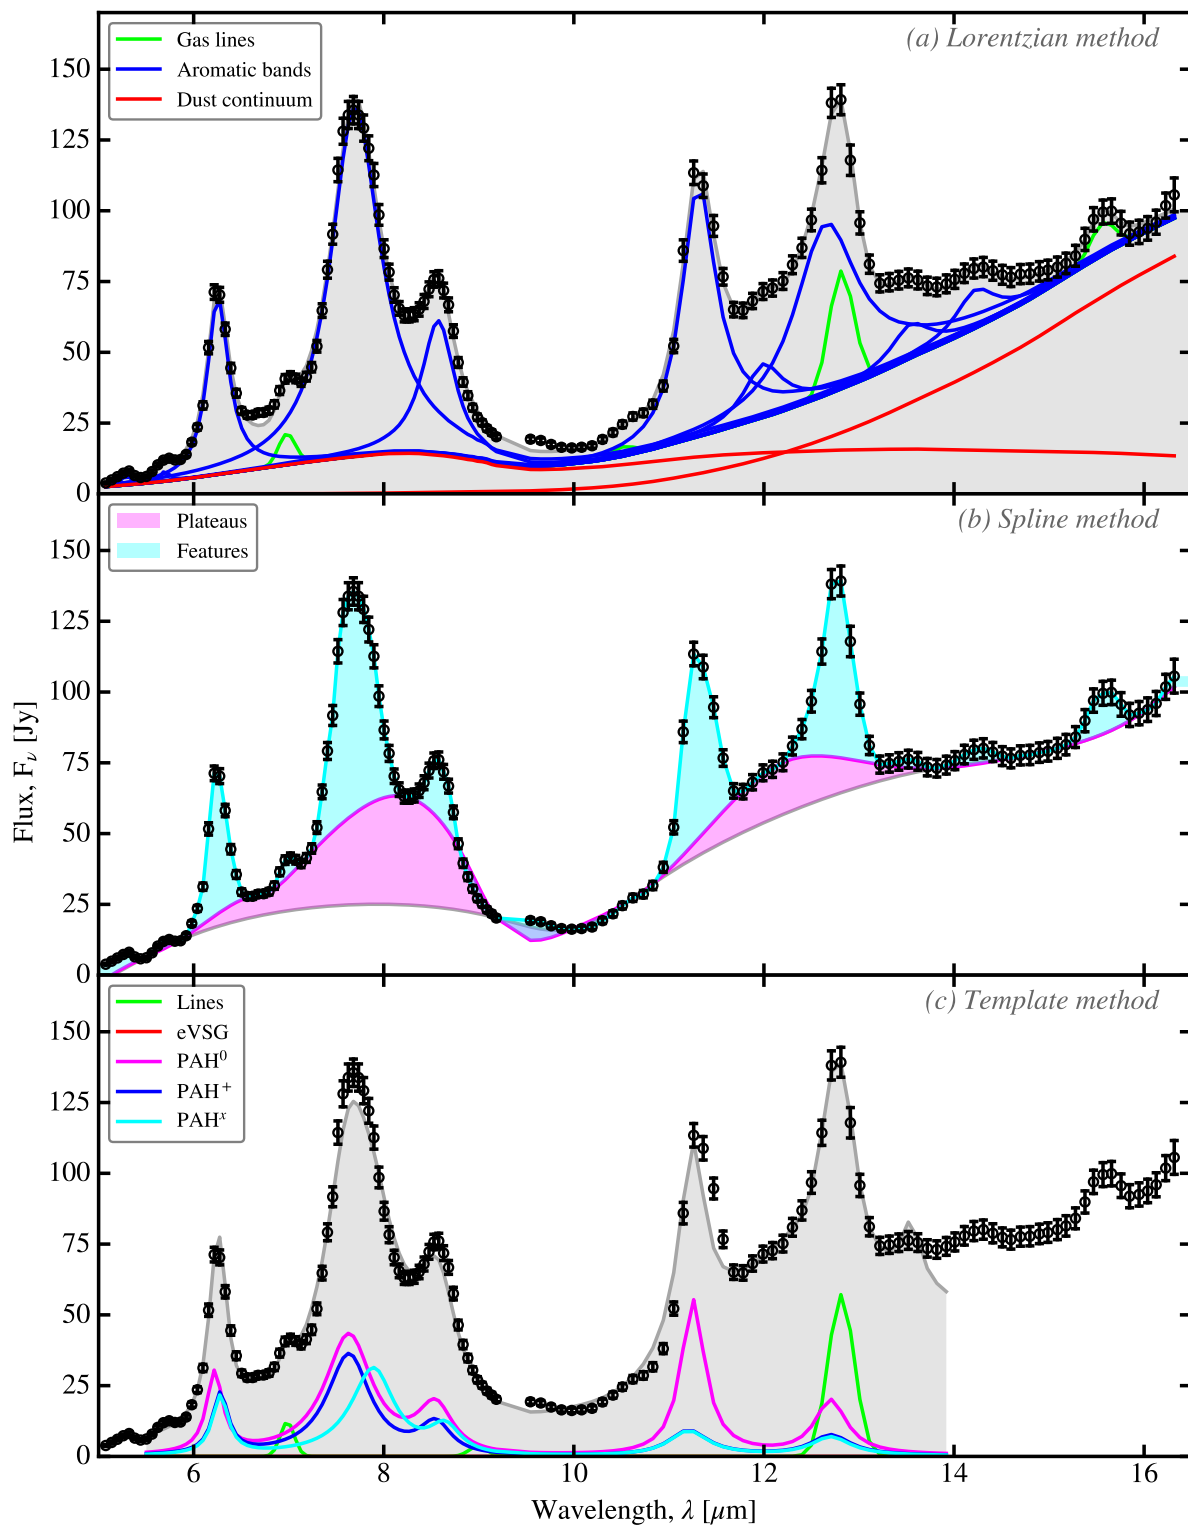 (a) Lorentzian method
Gas lines
Aromatic bands
Dust continuum
150
125
100
75
50
25
0
(b) Spline method
Plateaus
Features
150
125
100
75
50
25
0
Flux, F𝜈 [Jy]
(c) Template method
Lines
eVSG
PAH⁰
PAH⁺
PAHˣ
150
125
100
75
50
25
0
6 8 10 12 14 16
Wavelength, λ [μm]